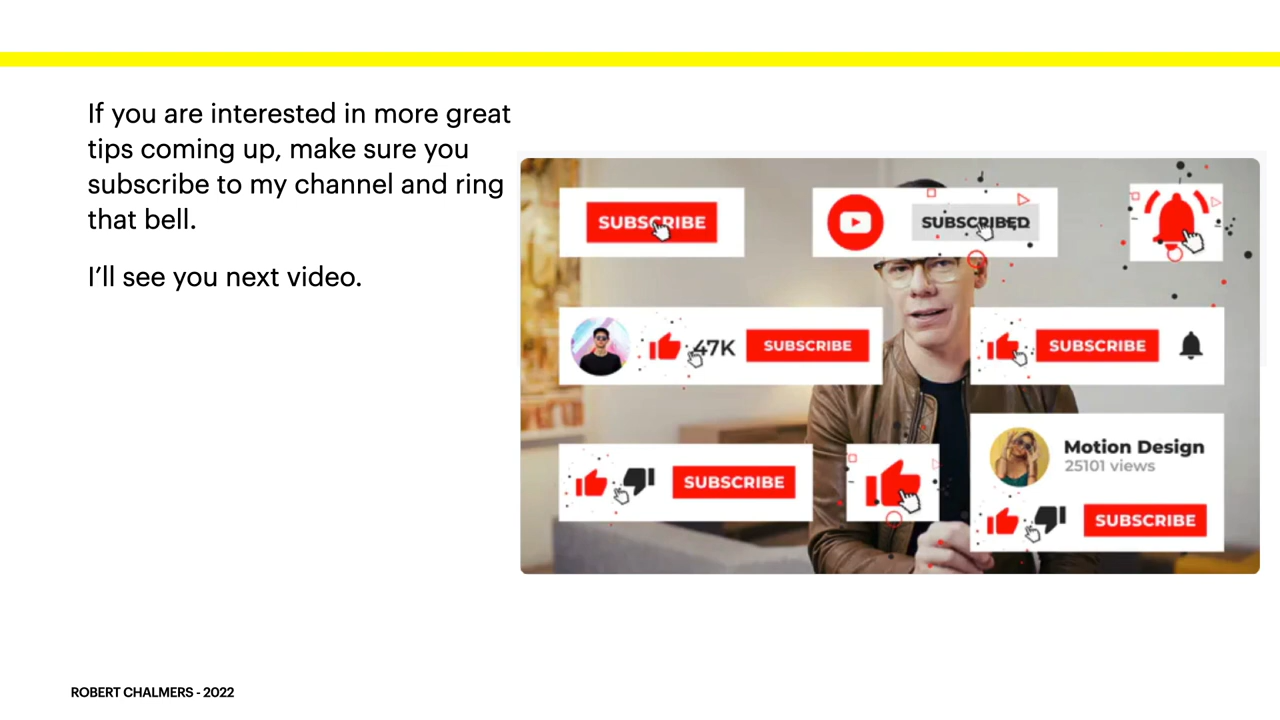 If you are interested in more great
tips coming up, make sure you
subscribe to my channel and ring
that bell.
I’ll see you next video.
SUBSCRIBE
SUBSCRIBED
47K
SUBSCRIBE
SUBSCRIBE
SUBSCRIBE
Motion Design
25101 views
SUBSCRIBE
ROBERT CHALMERS - 2022